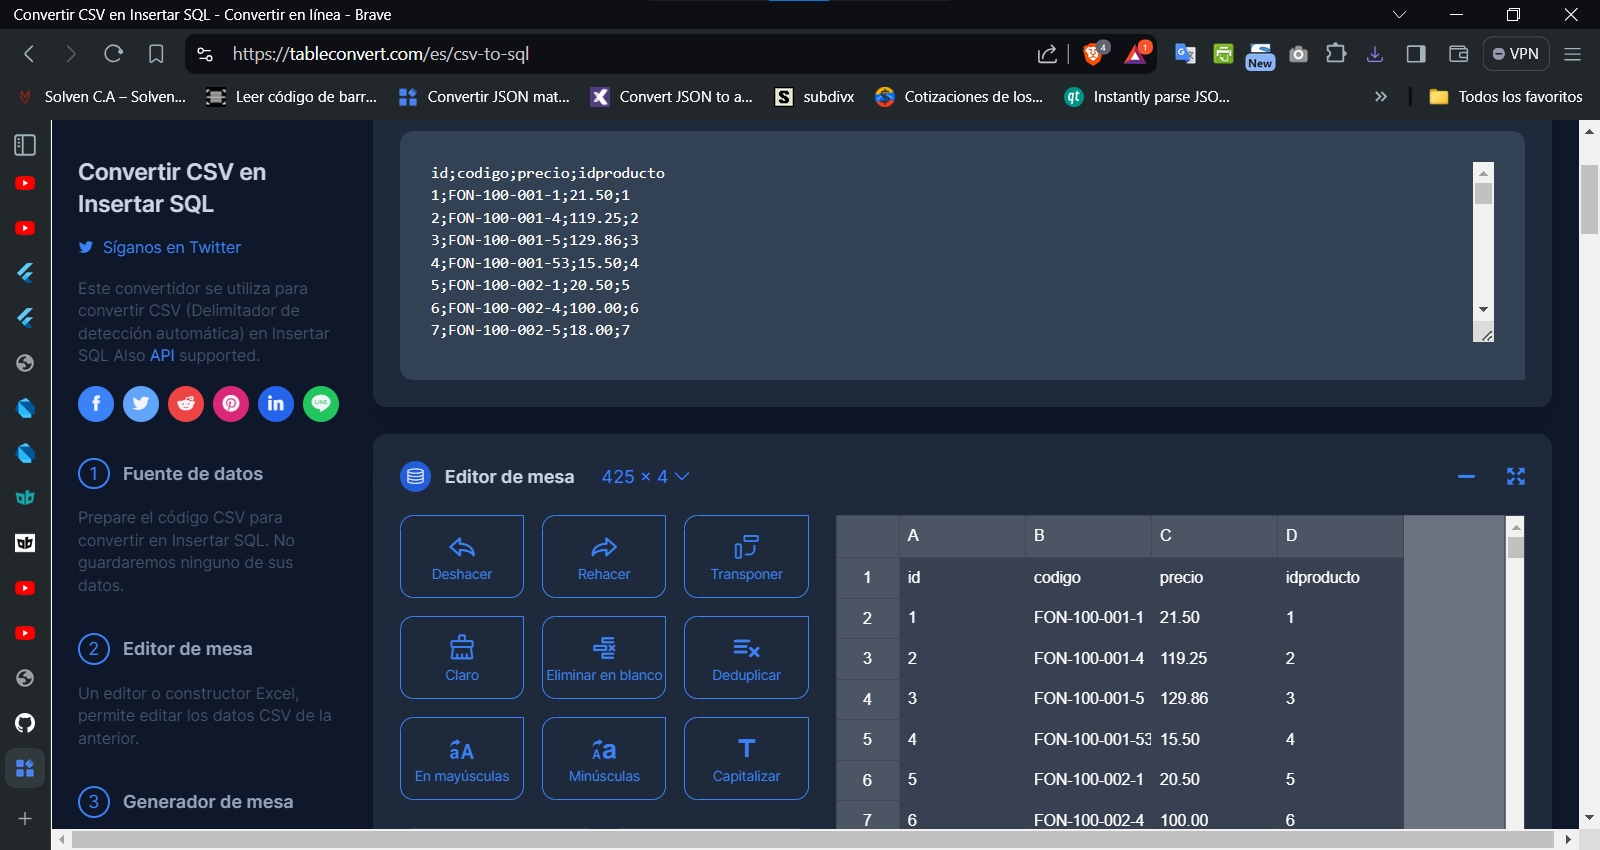 Convertir CSV en Insertar SQL - Convertir en línea - Brave
https://tableconvert.com/es/csv-to-sql
4
1
New
VPN
Solven C.A – Solven...
Leer código de barr...
Convertir JSON mat...
Convert JSON to a...
S
subdivx
Cotizaciones de los...
qt
Instantly parse JSO...
Todos los favoritos
Convertir CSV en
Insertar SQL
Síganos en Twitter
Este convertidor se utiliza para
convertir CSV (Delimitador de
detección automática) en Insertar
SQL Also API supported.
LINE
1 Fuente de datos
Prepare el código CSV para
convertir en Insertar SQL. No
guardaremos ninguno de sus
datos.
2 Editor de mesa
Un editor o constructor Excel,
permite editar los datos CSV de la
anterior.
3 Generador de mesa
id;codigo;precio;idproducto
1;FON-100-001-1;21.50;1
2;FON-100-001-4;119.25;2
3;FON-100-001-5;129.86;3
4;FON-100-001-53;15.50;4
5;FON-100-002-1;20.50;5
6;FON-100-002-4;100.00;6
7;FON-100-002-5;18.00;7
Editor de mesa 425 × 4
Deshacer
Rehacer
Transponer
Claro
Eliminar en blanco
Deduplicar
En mayúsculas
Minúsculas
Capitalizar
A B C D
1 id codigo precio idproducto
2 1 FON-100-001-1 21.50 1
3 2 FON-100-001-4 119.25 2
4 3 FON-100-001-5 129.86 3
5 4 FON-100-001-53 15.50 4
6 5 FON-100-002-1 20.50 5
7 6 FON-100-002-4 100.00 6